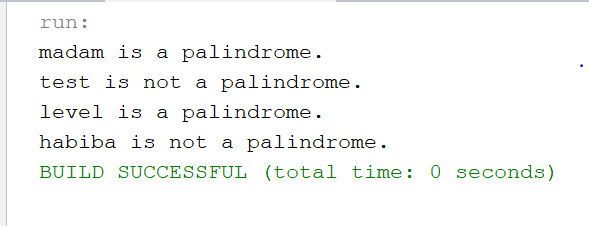 run:
madam is a palindrome.
test is not a palindrome.
level is a palindrome.
habiba is not a palindrome.
BUILD SUCCESSFUL (total time: 0 seconds)